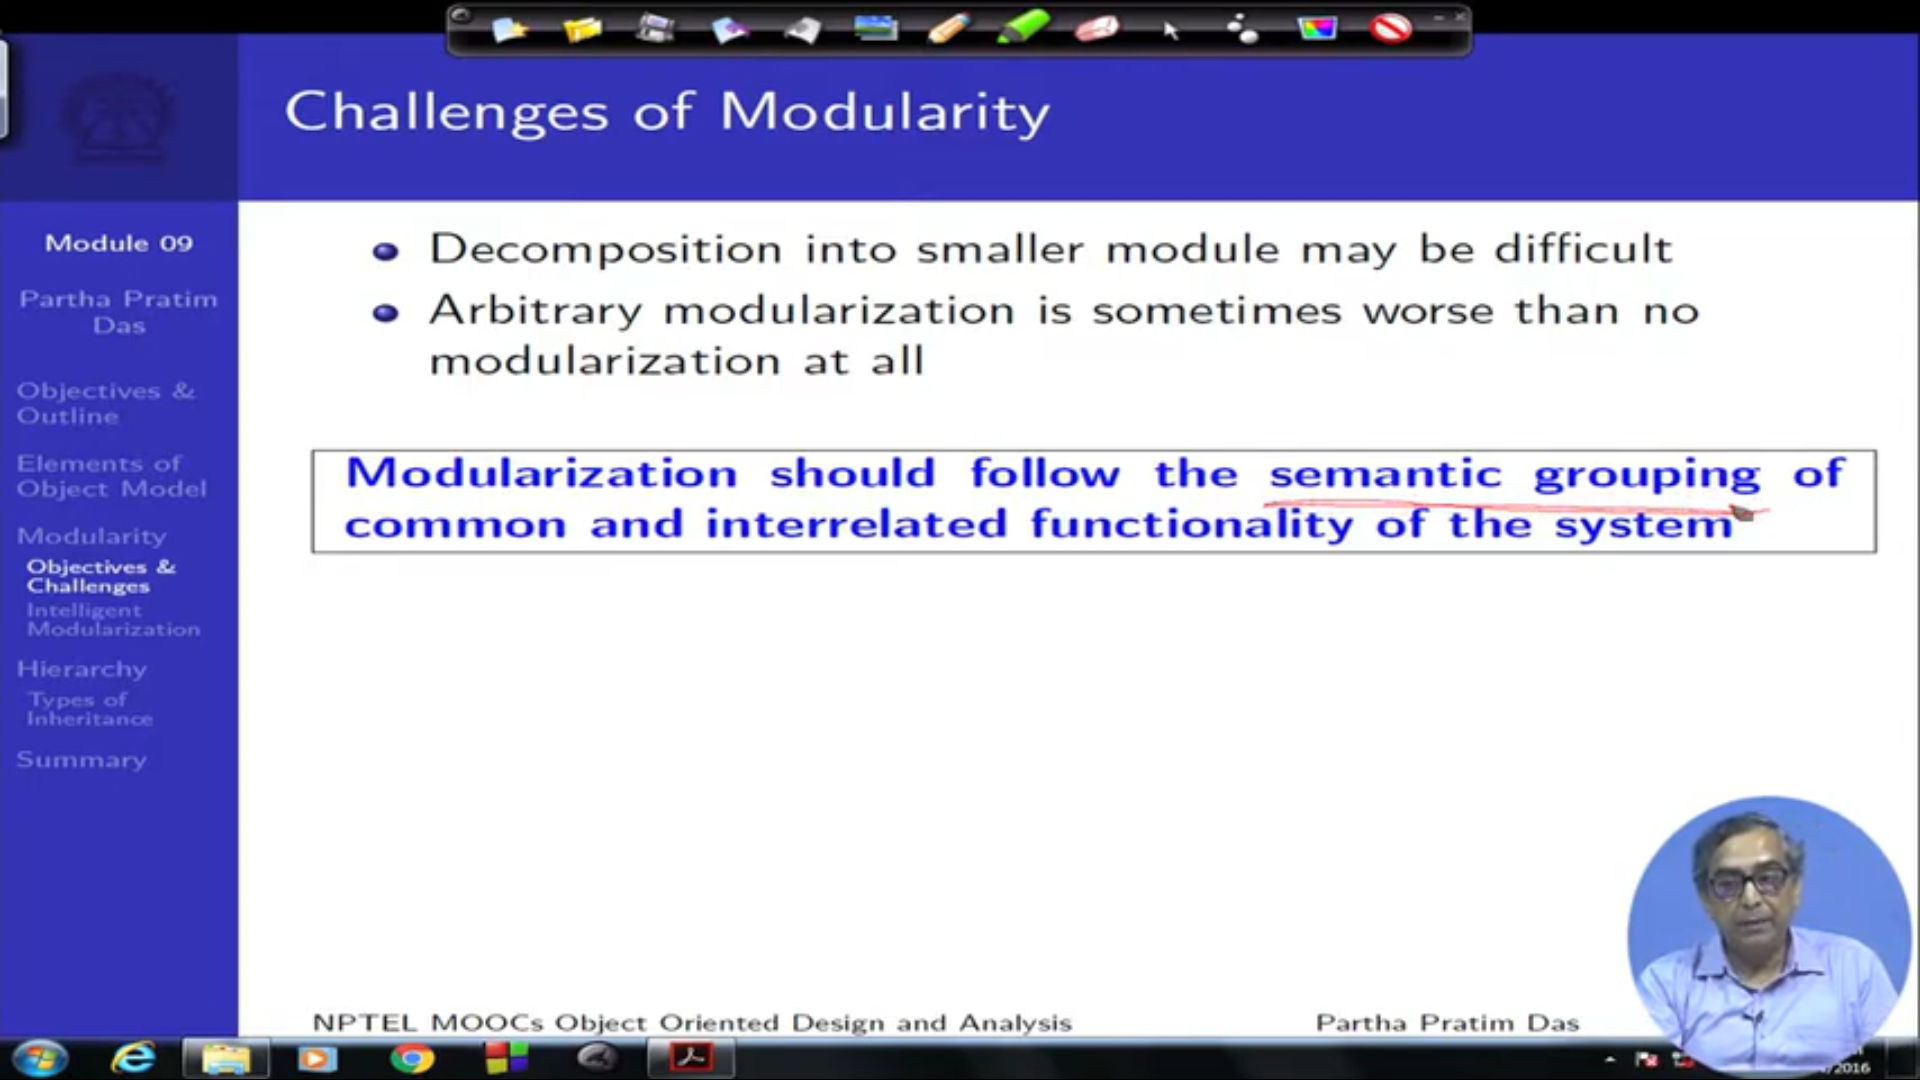 Challenges of Modularity
Module 09
Partha Pratim
Das
Objectives &
Outline
Elements of
Object Model
Modularity
Objectives &
Challenges
Intelligent
Modularization
Hierarchy
Types of
Inheritance
Summary
Decomposition into smaller module may be difficult
Arbitrary modularization is sometimes worse than no
modularization at all
Modularization should follow the semantic grouping of
common and interrelated functionality of the system
NPTEL MOOCs Object Oriented Design and Analysis
Partha Pratim Das
/2016